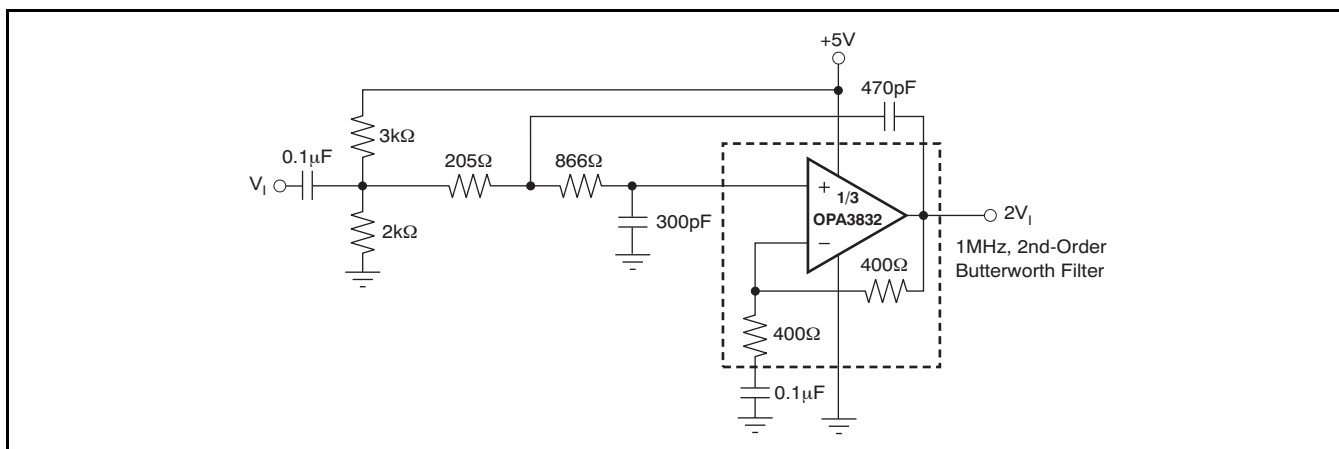 +5V
470pF
3kΩ
0.1μF
205Ω
866Ω
V_I
+
1/3
OPA3832
2V_I
300pF
2kΩ
−
1MHz, 2nd-Order
Butterworth Filter
400Ω
400Ω
0.1μF